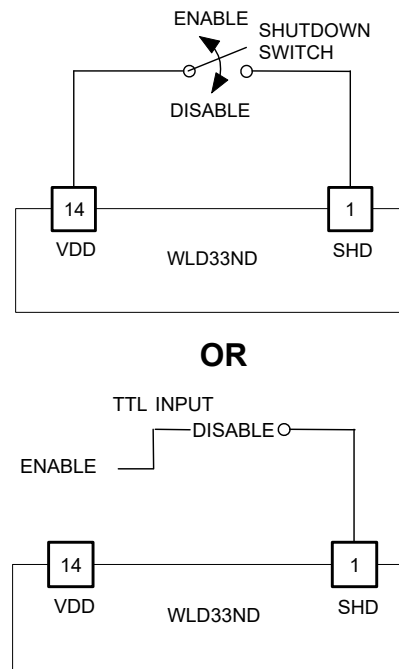 ENABLE
SHUTDOWN
SWITCH
DISABLE
14
1
VDD
WLD33ND
SHD
OR
TTL INPUT
DISABLE
ENABLE
14
1
VDD
WLD33ND
SHD